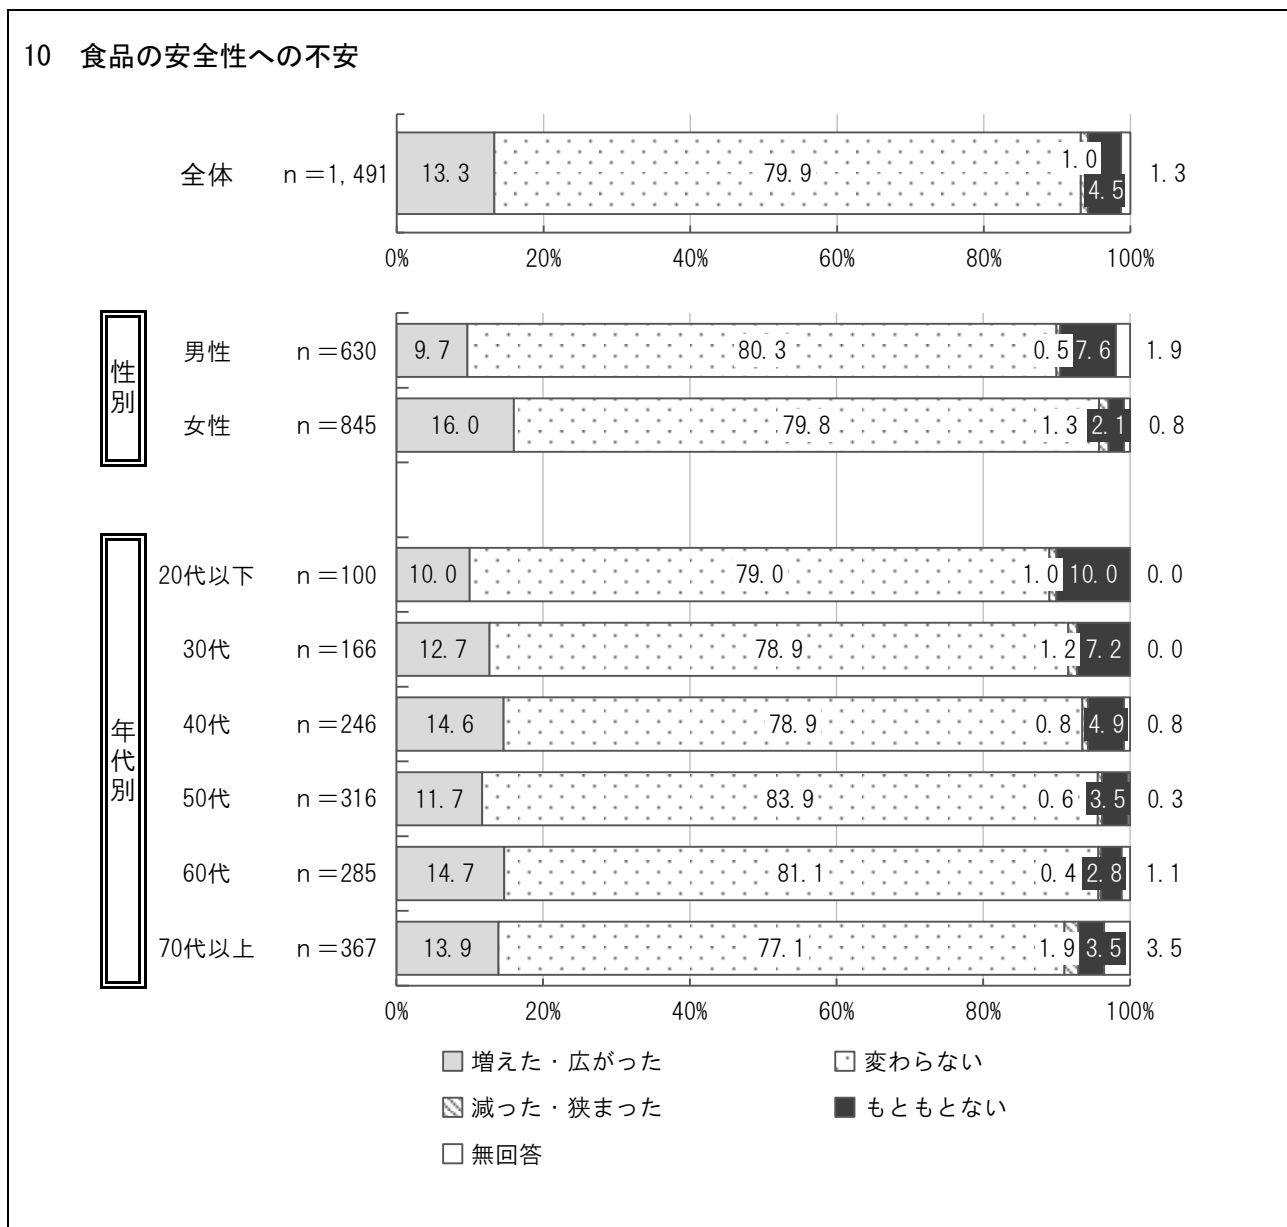 10 食品の安全性への不安
全体 n=1,491 13.3 79.9 1.0 4.5 1.3
0% 20% 40% 60% 80% 100%
性別
男性 n=630 9.7 80.3 0.5 7.6 1.9
女性 n=845 16.0 79.8 1.3 2.1 0.8
年代別
20代以下 n=100 10.0 79.0 1.0 10.0 0.0
30代 n=166 12.7 78.9 1.2 7.2 0.0
40代 n=246 14.6 78.9 0.8 4.9 0.8
50代 n=316 11.7 83.9 0.6 3.5 0.3
60代 n=285 14.7 81.1 0.4 2.8 1.1
70代以上 n=367 13.9 77.1 1.9 3.5 3.5
0% 20% 40% 60% 80% 100%
増えた・広がった 変わらない
減った・狭まった もともとない
無回答